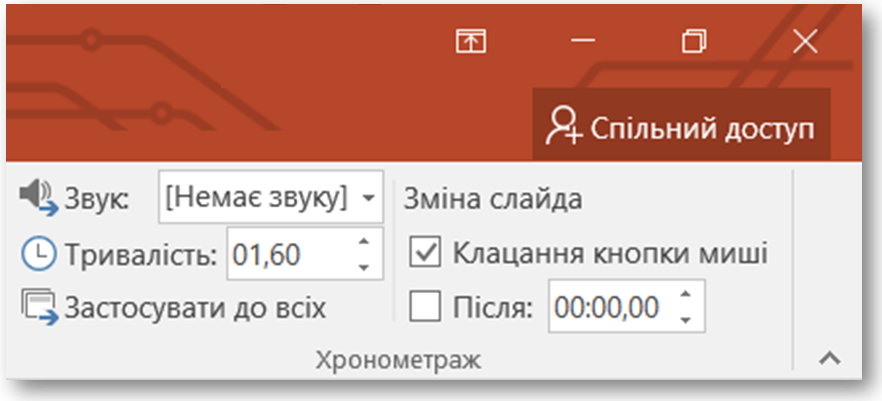 Спільний доступ
Звук: [Немає звуку]
Зміна слайда
Тривалість: 01,60
Клацання кнопки миші
Застосувати до всіх
Після: 00:00,00
Хронометраж